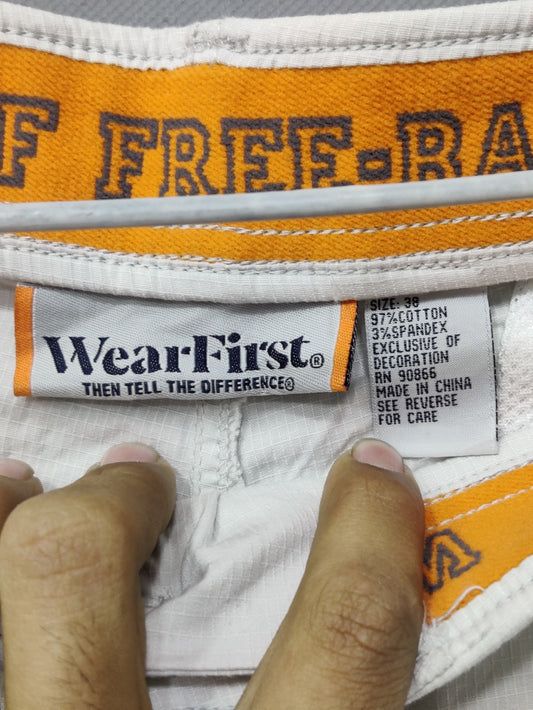 F FREE-BA
WearFirst®
THEN TELL THE DIFFERENCE®
SIZE: 38
97%COTTON
3%SPANDEX
EXCLUSIVE OF
DECORATION
RN 90866
MADE IN CHINA
SEE REVERSE
FOR CARE